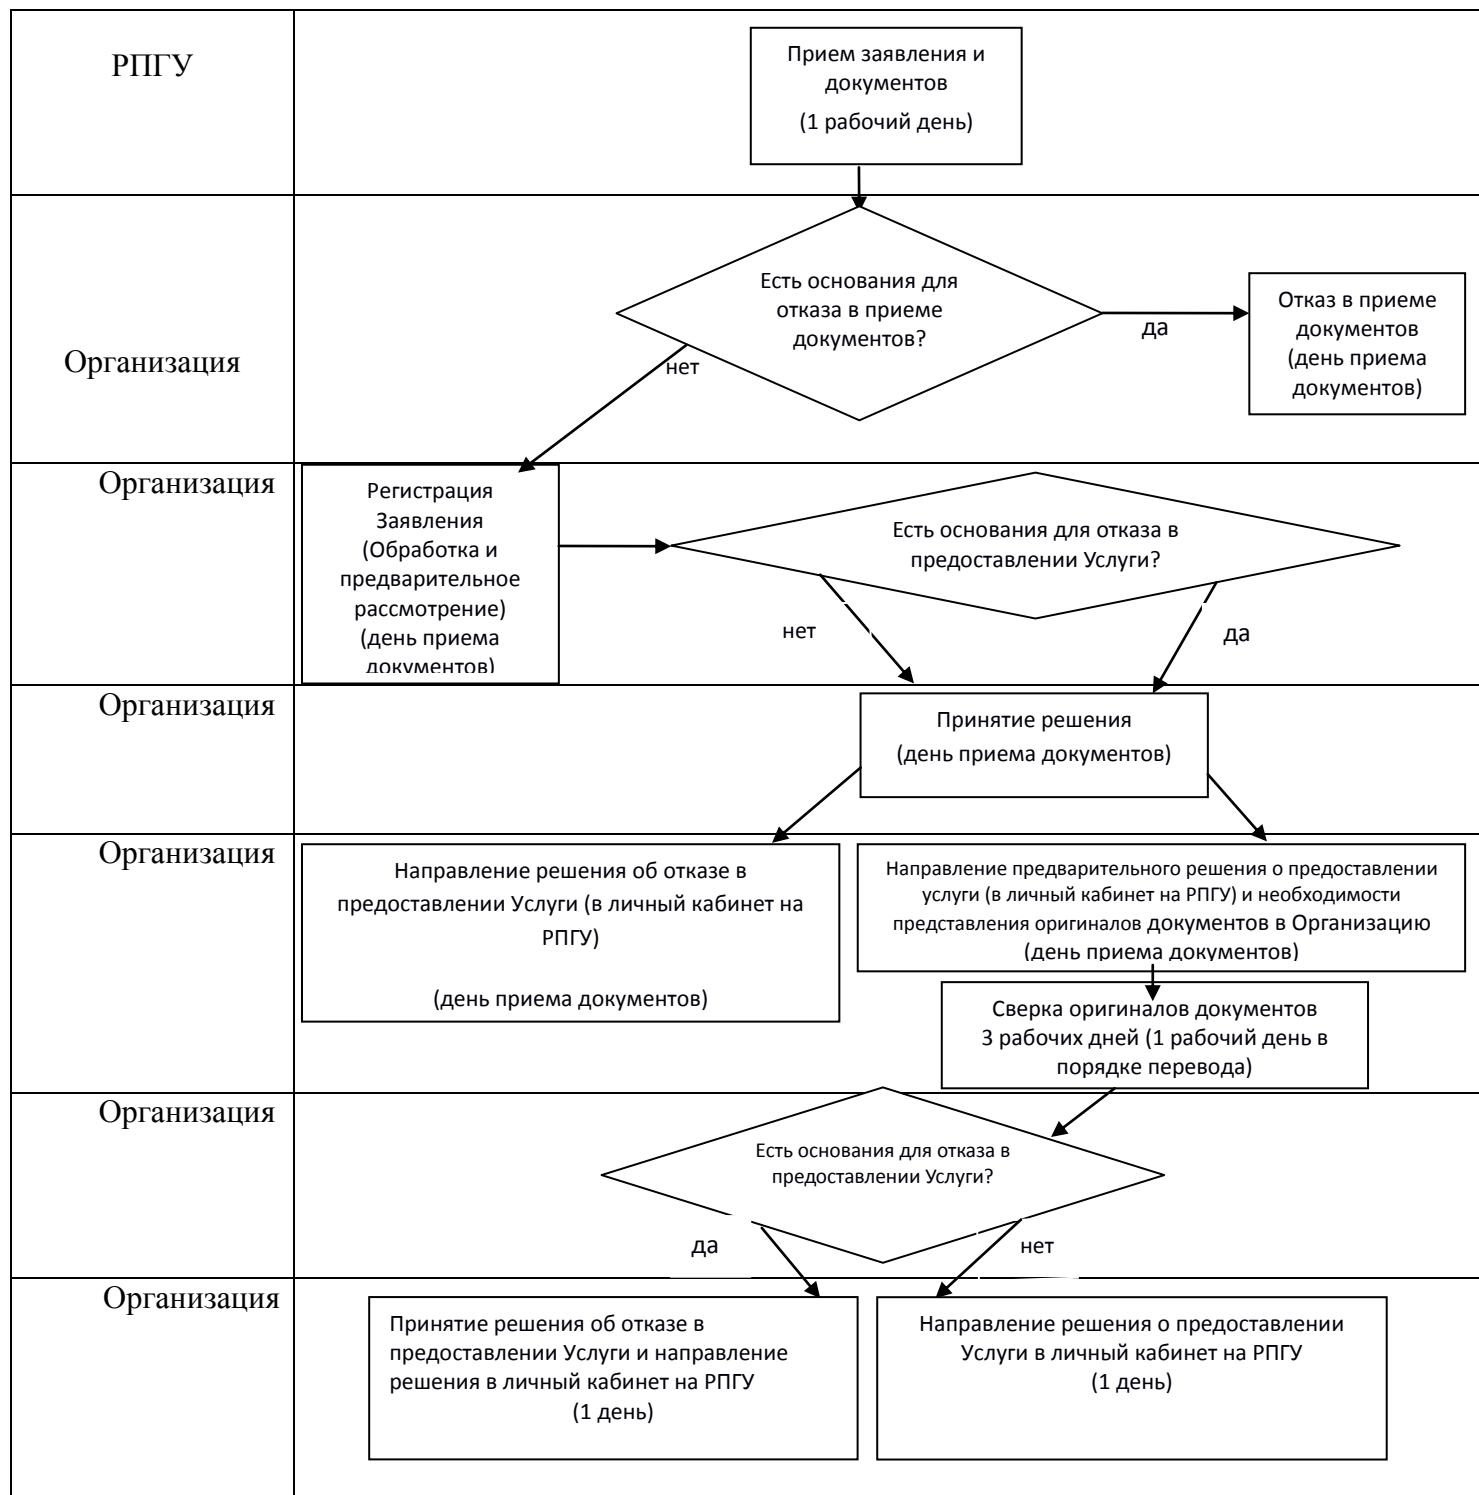 РПГУ
Прием заявления и
документов
(1 рабочий день)
Организация
Есть основания для
отказа в приеме
документов?
да
Отказ в приеме
документов
(день приема
документов)
нет
Организация
Регистрация
Заявления
(Обработка и
предварительное
рассмотрение)
(день приема
документов)
Есть основания для отказа в
предоставлении Услуги?
нет
да
Организация
Принятие решения
(день приема документов)
Организация
Направление решения об отказе в
предоставлении Услуги (в личный кабинет на
РПГУ)
(день приема документов)
Направление предварительного решения о предоставлении
услуги (в личный кабинет на РПГУ) и необходимости
представления оригиналов документов в Организацию
(день приема документов)
Сверка оригиналов документов
3 рабочих дней (1 рабочий день в
порядке перевода)
Организация
Есть основания для отказа в
предоставлении Услуги?
да
нет
Организация
Принятие решения об отказе в
предоставлении Услуги и направление
решения в личный кабинет на РПГУ
(1 день)
Направление решения о предоставлении
Услуги в личный кабинет на РПГУ
(1 день)